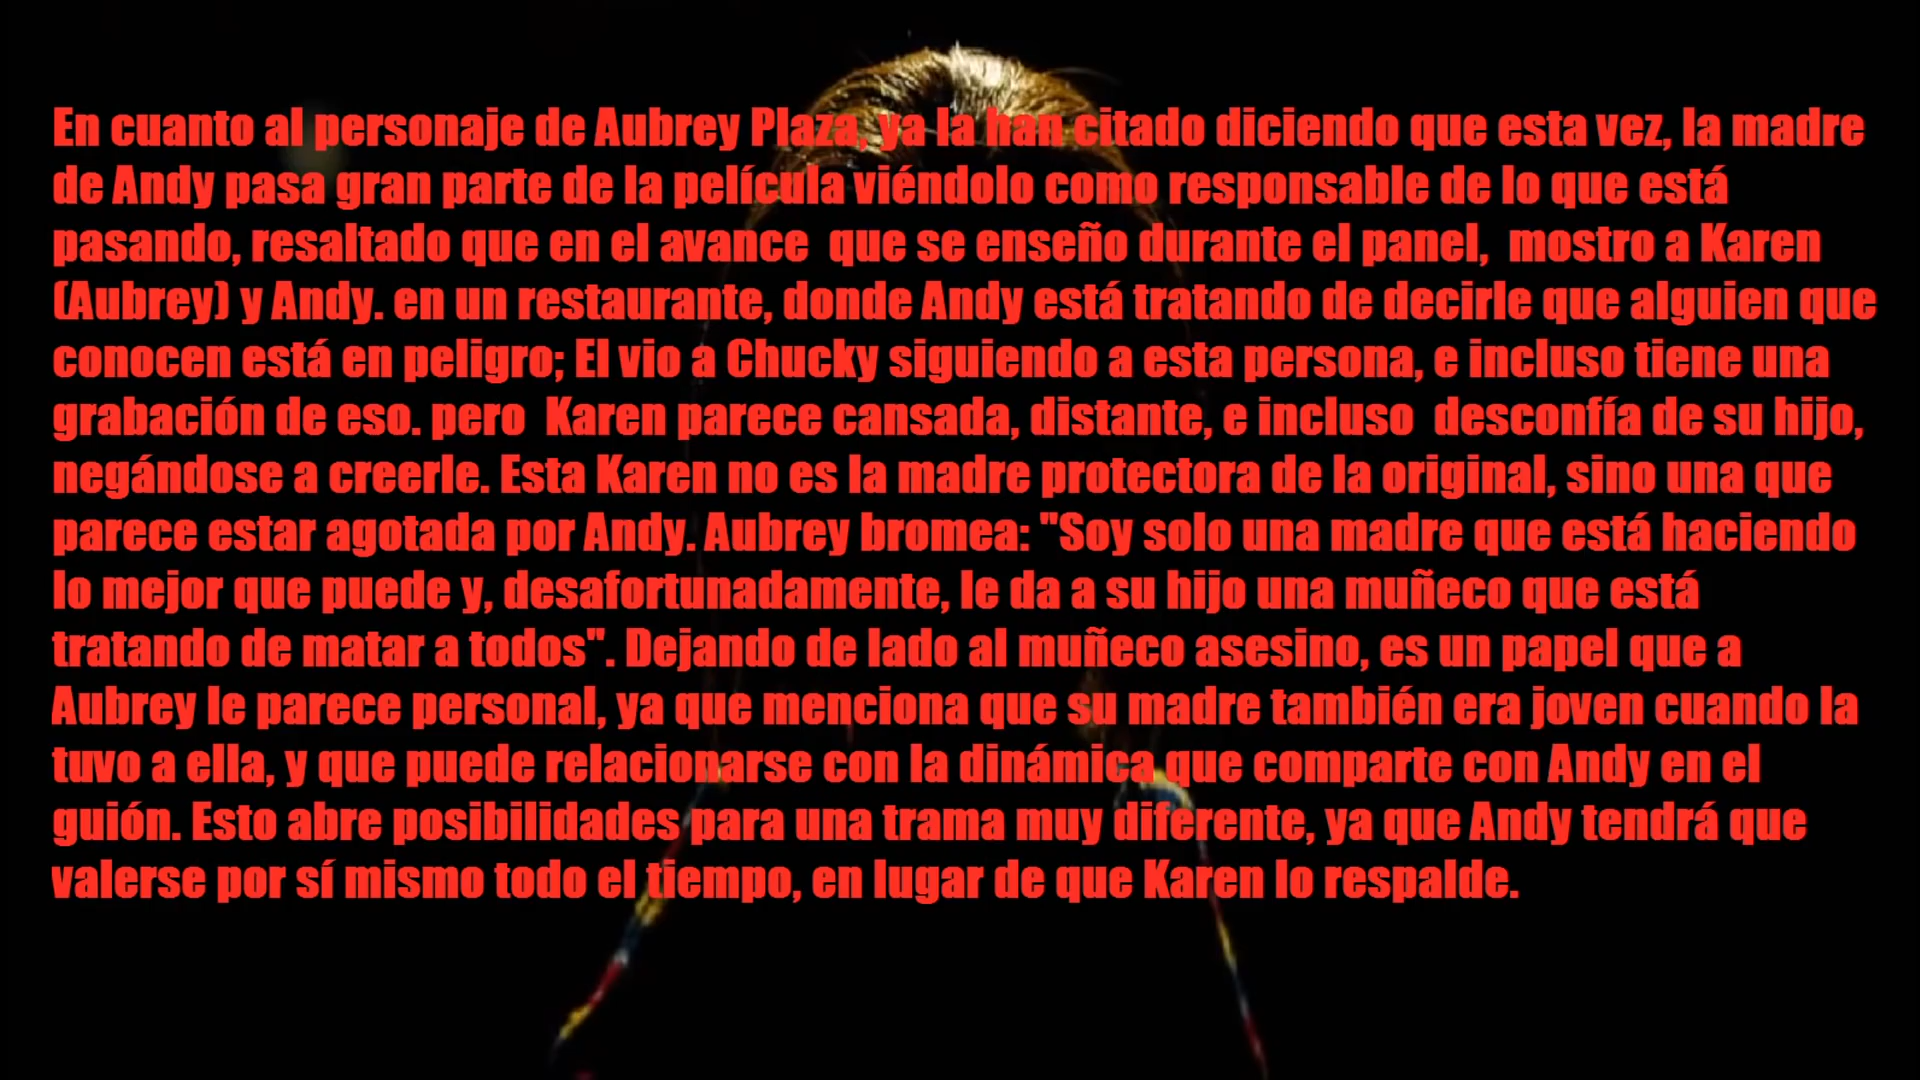 En cuanto al personaje de Aubrey Plaza, ya la han citado diciendo que esta vez, la madre
de Andy pasa gran parte de la película viéndolo como responsable de lo que está
pasando, resaltado que en el avance  que se enseño durante el panel,  mostro a Karen
(Aubrey) y Andy. en un restaurante, donde Andy está tratando de decirle que alguien que
conocen está en peligro; El vio a Chucky siguiendo a esta persona, e incluso tiene una
grabación de eso. pero  Karen parece cansada, distante, e incluso  desconfía de su hijo,
negándose a creerle. Esta Karen no es la madre protectora de la original, sino una que
parece estar agotada por Andy. Aubrey bromea: "Soy solo una madre que está haciendo
lo mejor que puede y, desafortunadamente, le da a su hijo una muñeco que está
tratando de matar a todos". Dejando de lado al muñeco asesino, es un papel que a
Aubrey le parece personal, ya que menciona que su madre también era joven cuando la
tuvo a ella, y que puede relacionarse con la dinámica que comparte con Andy en el
guión. Esto abre posibilidades para una trama muy diferente, ya que Andy tendrá que
valerse por sí mismo todo el tiempo, en lugar de que Karen lo respalde.